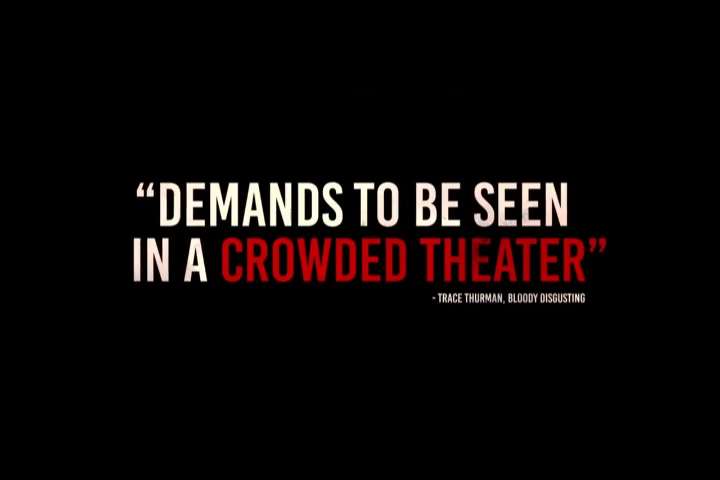 “DEMANDS TO BE SEEN
IN A CROWDED THEATER”
- TRACE THURMAN, BLOODY DISGUSTING